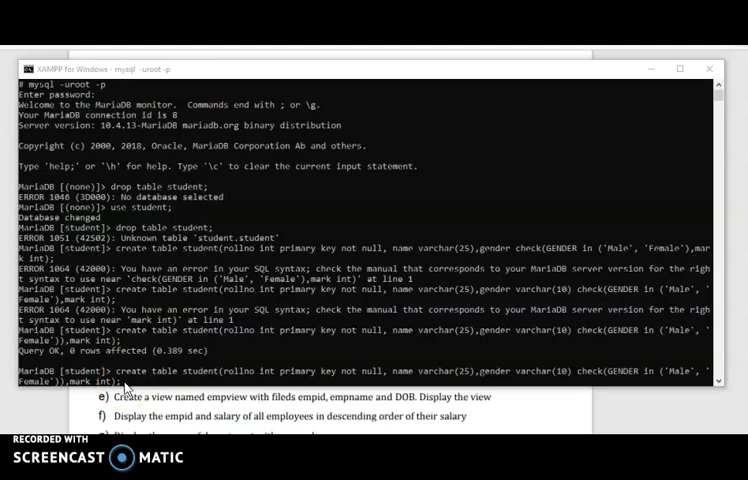 XAMPP for Windows - mysql -uroot -p
# mysql -uroot -p
Enter password:
Welcome to the MariaDB monitor.  Commands end with ; or \g.
Your MariaDB connection id is 8
Server version: 10.4.13-MariaDB mariadb.org binary distribution
Copyright (c) 2000, 2018, Oracle, MariaDB Corporation Ab and others.
Type 'help;' or '\h' for help. Type '\c' to clear the current input statement.
MariaDB [(none)]> drop table student;
ERROR 1046 (3D000): No database selected
MariaDB [(none)]> use student;
Database changed
MariaDB [student]> drop table student;
ERROR 1051 (42S02): Unknown table 'student.student'
MariaDB [student]> create table student(rollno int primary key not null, name varchar(25),gender check(GENDER in ('Male', 'Female'),mar
k int);
ERROR 1064 (42000): You have an error in your SQL syntax; check the manual that corresponds to your MariaDB server version for the righ
t syntax to use near 'check(GENDER in ('Male', 'Female'),mark int)' at line 1
MariaDB [student]> create table student(rollno int primary key not null, name varchar(25),gender varchar(10) check(GENDER in ('Male', '
Female'),mark int);
ERROR 1064 (42000): You have an error in your SQL syntax; check the manual that corresponds to your MariaDB server version for the righ
t syntax to use near 'mark int)' at line 1
MariaDB [student]> create table student(rollno int primary key not null, name varchar(25),gender varchar(10) check(GENDER in ('Male', '
Female')),mark int);
Query OK, 0 rows affected (0.389 sec)
MariaDB [student]> create table student(rollno int primary key not null, name varchar(25),gender varchar(10) check(GENDER in ('Male', '
Female')),mark int);
e) Create a view named empview with fileds empid, empname and DOB. Display the view
f) Display the empid and salary of all employees in descending order of their salary
RECORDED WITH
SCREENCAST MATIC